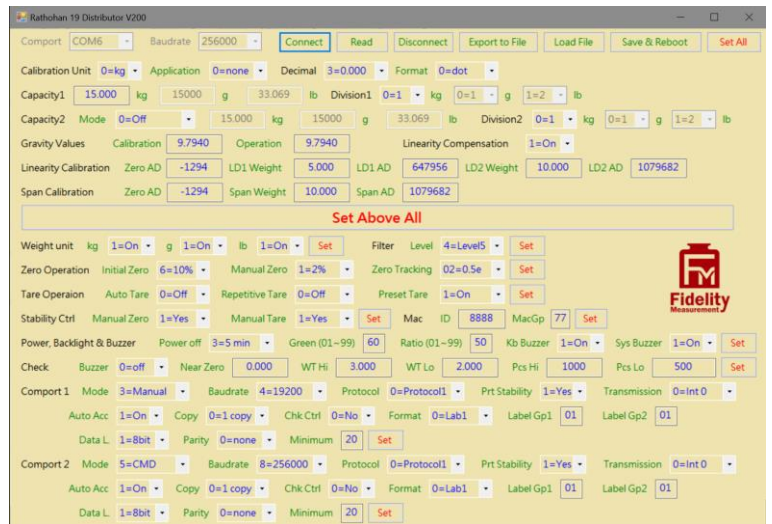 Rathohan 19 Distributor V200
Comport COM6 Baudrate 256000 Connect Read Disconnect Export to File Load File Save & Reboot Set All
Calibration Unit 0=kg Application 0=none Decimal 3=0.000 Format 0=dot
Capacity1 15.000 kg 15000 g 33.069 lb Division1 0=1 kg 0=1 g 1=2 lb
Capacity2 Mode 0=Off 15.000 kg 15000 g 33.069 lb Division2 0=1 kg 0=1 g 1=2 lb
Gravity Values Calibration 9.7940 Operation 9.7940 Linearity Compensation 1=On
Linearity Calibration Zero AD -1294 LD1 Weight 5.000 LD1 AD 647956 LD2 Weight 10.000 LD2 AD 1079682
Span Calibration Zero AD -1294 Span Weight 10.000 Span AD 1079682
Set Above All
Weight unit kg 1=On g 1=On lb 1=On Set Filter Level 4=Level5 Set
Zero Operation Initial Zero 6=10% Manual Zero 1=2% Zero Tracking 02=0.5e Set
Tare Operaion Auto Tare 0=Off Repetitive Tare 0=Off Preset Tare 1=On Set
FM
Fidelity
Measurement
Stability Ctrl Manual Zero 1=Yes Manual Tare 1=Yes Set Mac ID 8888 MacGp 77 Set
Power, Backlight & Buzzer Power off 3=5 min Green (01~99) 60 Ratio (01~99) 50 Kb Buzzer 1=On Sys Buzzer 1=On Set
Check Buzzer 0=off Near Zero 0.000 WT Hi 3.000 WT Lo 2.000 Pcs Hi 1000 Pcs Lo 500 Set
Comport 1 Mode 3=Manual Baudrate 4=19200 Protocol 0=Protocol1 Prt Stability 1=Yes Transmission 0=Int 0
Auto Acc 1=On Copy 0=1 copy Chk Ctrl 0=No Format 0=Lab1 Label Gp1 01 Label Gp2 01
Data L. 1=8bit Parity 0=none Minimum 20 Set
Comport 2 Mode 5=CMD Baudrate 8=256000 Protocol 0=Protocol1 Prt Stability 1=Yes Transmission 0=Int 0
Auto Acc 1=On Copy 0=1 copy Chk Ctrl 0=No Format 0=Lab1 Label Gp1 01 Label Gp2 01
Data L. 1=8bit Parity 0=none Minimum 20 Set